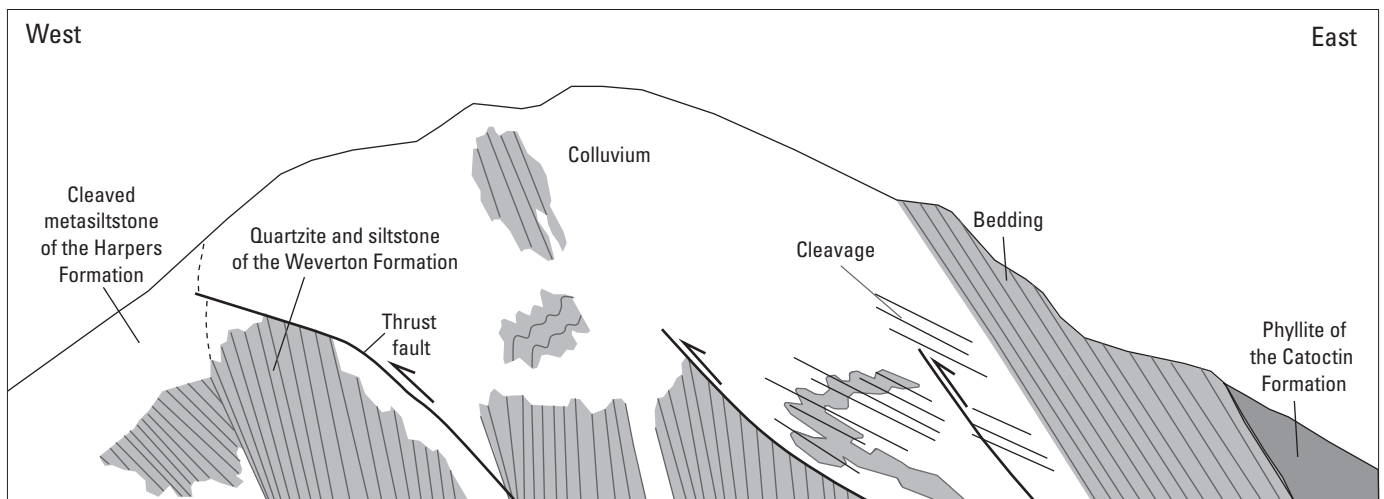 West
East
Colluvium
Cleaved
metasiltstone
of the Harpers
Formation
Quartzite and siltstone
of the Weverton Formation
Thrust
fault
Cleavage
Bedding
Phyllite of
the Catoctin
Formation